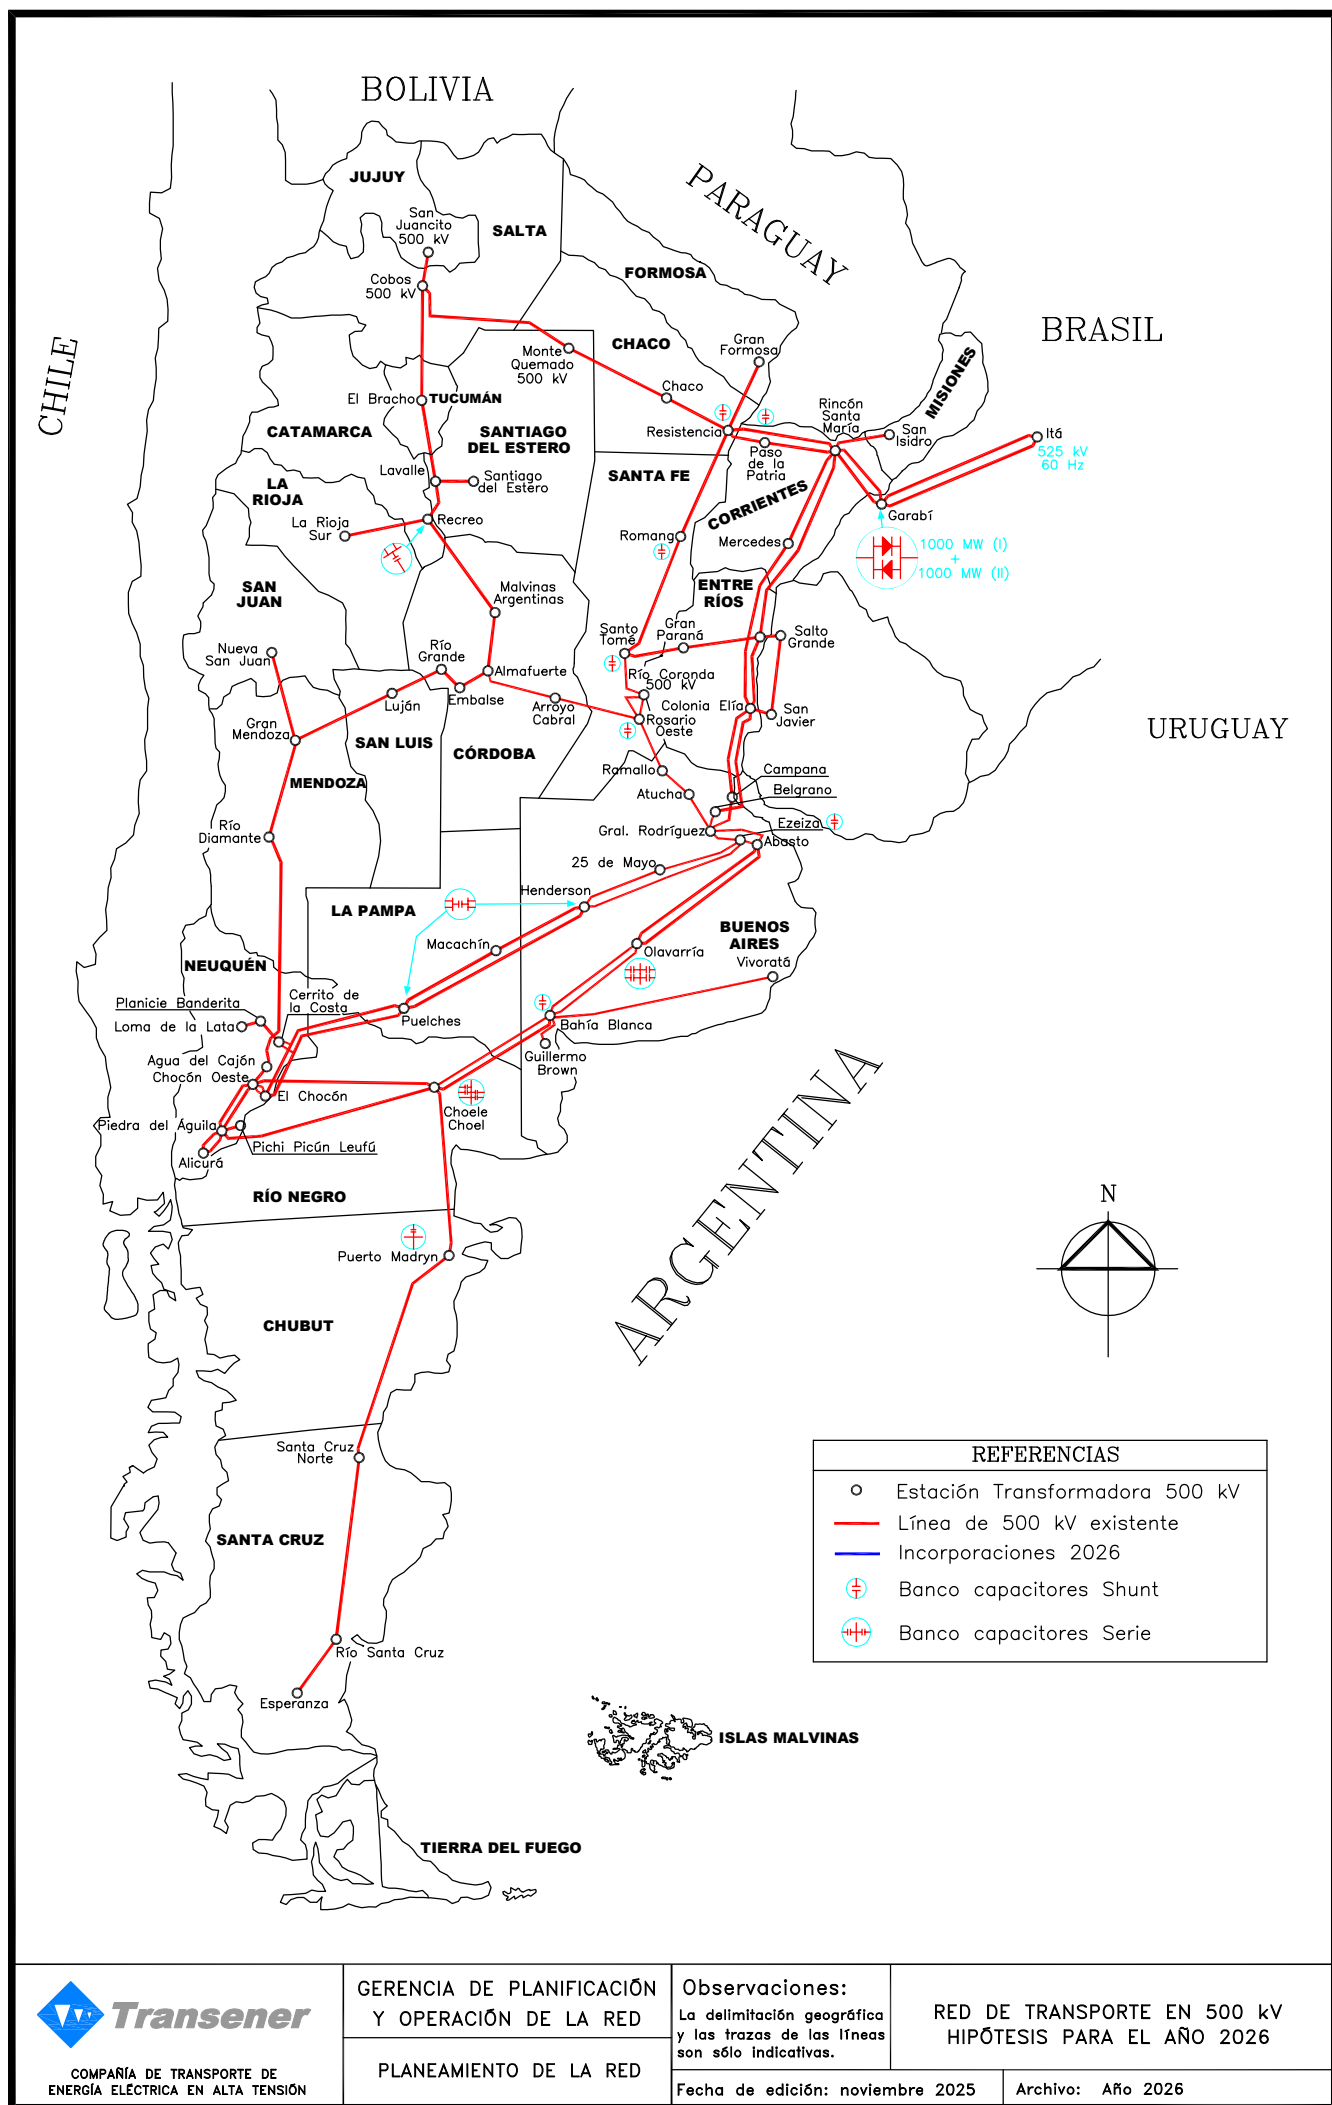 BOLIVIA
PARAGUAY
BRASIL
CHILE
URUGUAY
ARGENTINA
JUJUY
San
Juancito
500 kV
SALTA
Cobos
500 kV
FORMOSA
CHACO
Gran
Formosa
Monte
Quemado
500 kV
Chaco
MISIONES
Rincón
Santa
María
San
Isidro
Itá
525 kV
60 Hz
El Bracho
TUCUMÁN
CATAMARCA
SANTIAGO
DEL ESTERO
Resistencia
Paso
de la
Patria
Lavalle
Santiago
del Estero
SANTA FE
CORRIENTES
LA
RIOJA
La Rioja
Sur
Recreo
Garabí
1000 MW (I)
+
1000 MW (II)
Romang
Mercedes
SAN
JUAN
Malvinas
Argentinas
ENTRE
RÍOS
Nueva
San Juan
Río
Grande
Almafuerte
Santo
Tomé
Gran
Paraná
Salto
Grande
Embalse
Luján
Río Coronda
500 kV
Arroyo
Cabral
Colonia
Elía
San
Javier
Rosario
Oeste
Gran
Mendoza
SAN LUIS
CÓRDOBA
MENDOZA
Ramallo
Campana
Atucha
Belgrano
Río
Diamante
Gral. Rodríguez
Ezeiza
Abasto
25 de Mayo
Henderson
LA PAMPA
BUENOS
AIRES
Macachín
Olavarría
Vivoratá
NEUQUÉN
Cerrito de
la Costa
Planicie Banderita
Loma de la Lata
Puelches
Bahía Blanca
Guillermo
Brown
Agua del Cajón
Chocón Oeste
El Chocón
Choele
Choel
Piedra del Águila
Pichi Picún Leufú
Alicurá
RÍO NEGRO
Puerto Madryn
CHUBUT
N
Santa Cruz
Norte
SANTA CRUZ
Río Santa Cruz
Esperanza
ISLAS MALVINAS
TIERRA DEL FUEGO
REFERENCIAS
Estación Transformadora 500 kV
Línea de 500 kV existente
Incorporaciones 2026
Banco capacitores Shunt
Banco capacitores Serie
Transener
COMPAÑÍA DE TRANSPORTE DE
ENERGÍA ELÉCTRICA EN ALTA TENSIÓN
GERENCIA DE PLANIFICACIÓN
Y OPERACIÓN DE LA RED
PLANEAMIENTO DE LA RED
Observaciones:
La delimitación geográfica
y las trazas de las líneas
son sólo indicativas.
RED DE TRANSPORTE EN 500 kV
HIPÓTESIS PARA EL AÑO 2026
Fecha de edición: noviembre 2025
Archivo: Año 2026